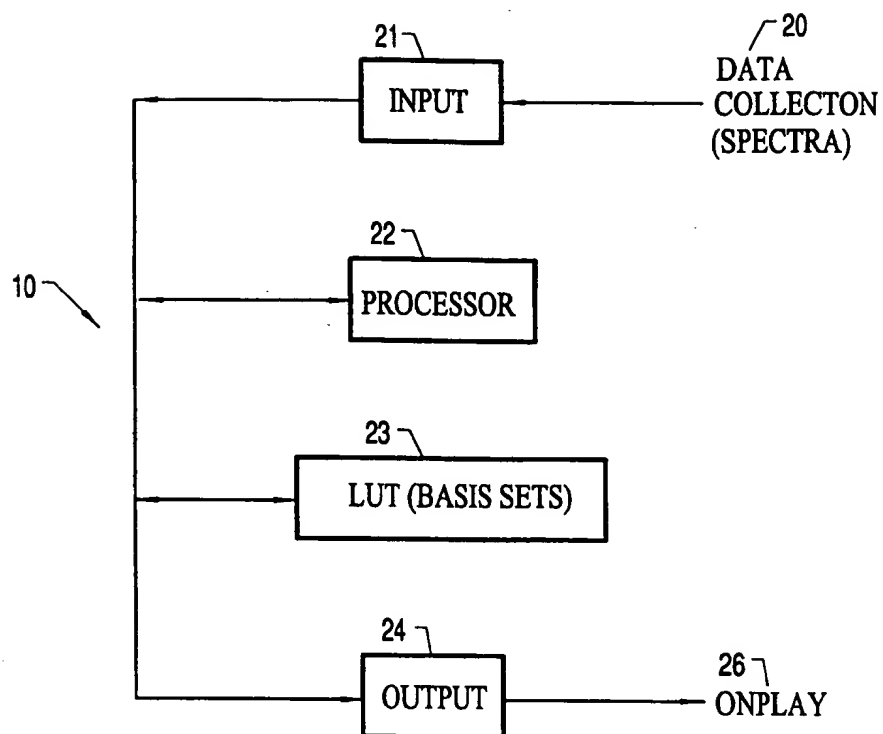 20
21
DATA
COLLECTON
(SPECTRA)
INPUT
22
10
PROCESSOR
23
LUT (BASIS SETS)
24
26
OUTPUT
ONPLAY